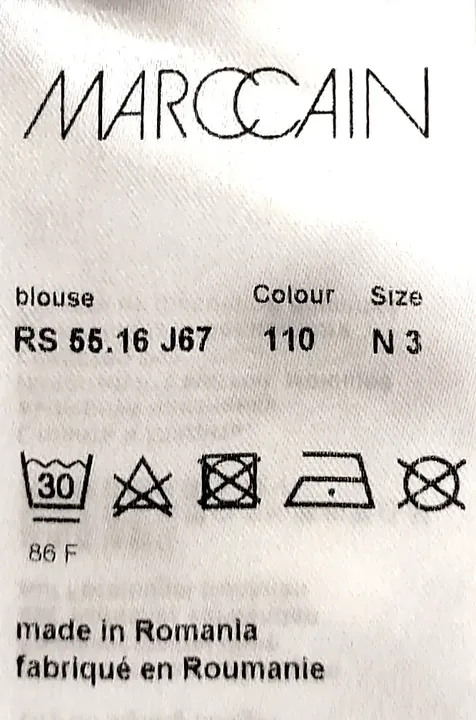 MARCCAIN
blouse Colour Size
RS 55.16 J67 110 N 3
30
86 F
made in Romania
fabriqué en Roumanie